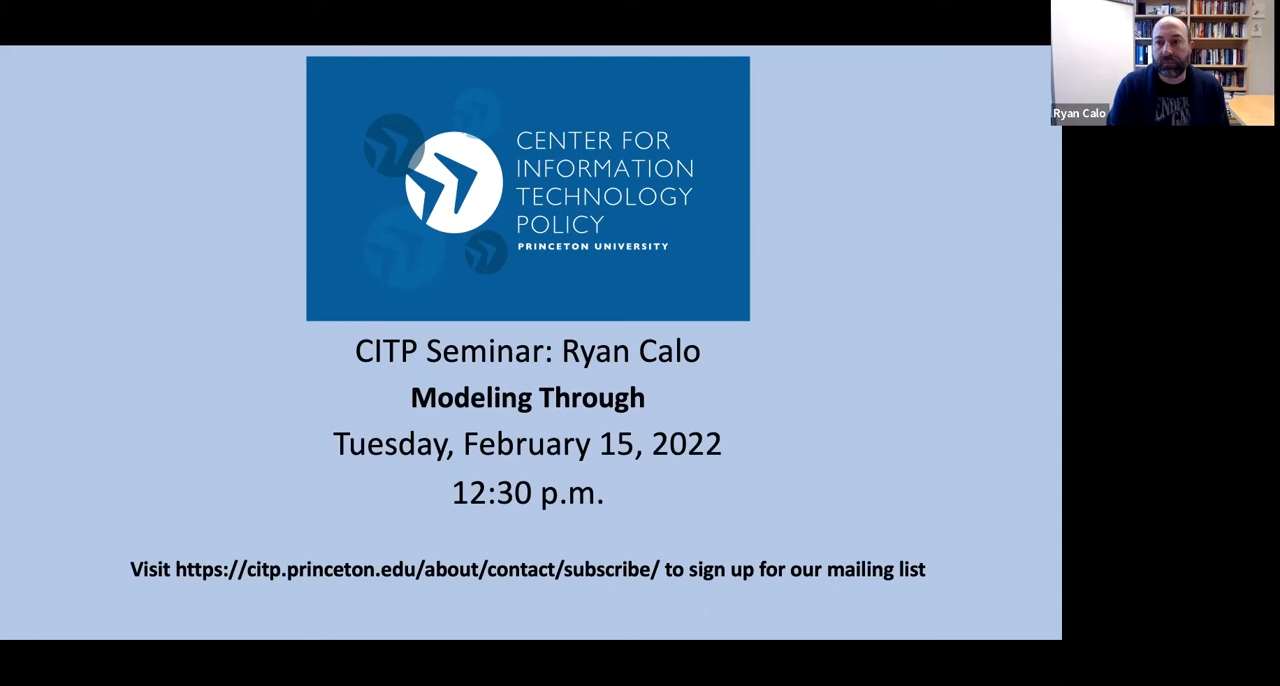 CENTER FOR
INFORMATION
TECHNOLOGY
POLICY
PRINCETON UNIVERSITY
Ryan Calo
CITP Seminar: Ryan Calo
Modeling Through
Tuesday, February 15, 2022
12:30 p.m.
Visit https://citp.princeton.edu/about/contact/subscribe/ to sign up for our mailing list